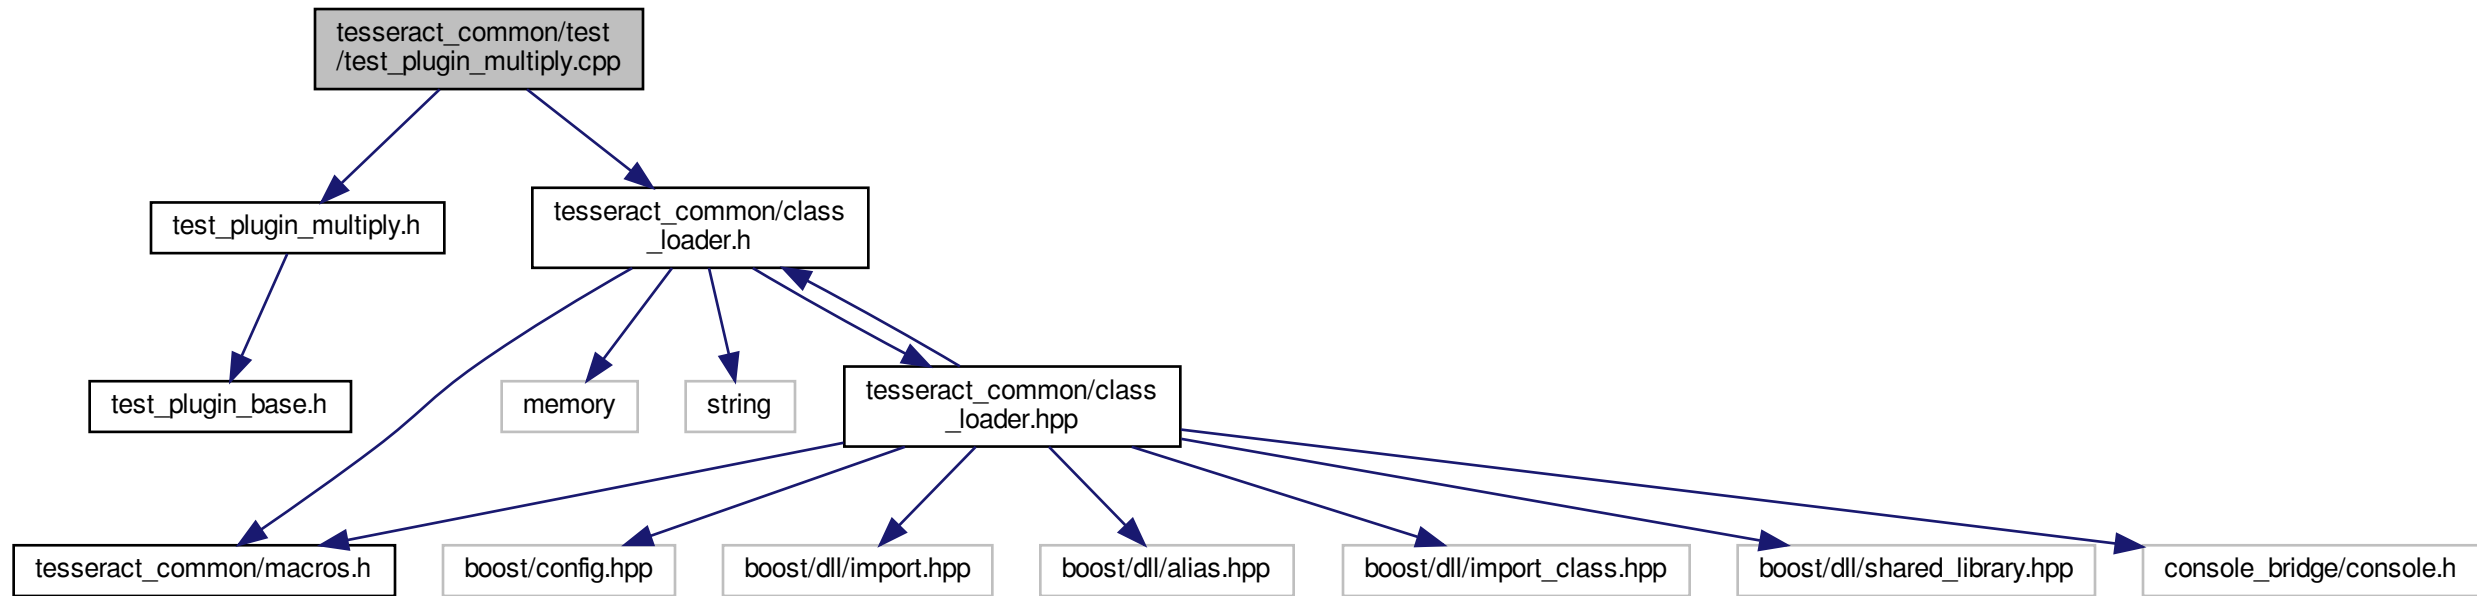 tesseract_common/test
/test_plugin_multiply.cpp
test_plugin_multiply.h
tesseract_common/class
_loader.h
test_plugin_base.h
memory
string
tesseract_common/class
_loader.hpp
tesseract_common/macros.h
boost/config.hpp
boost/dll/import.hpp
boost/dll/alias.hpp
boost/dll/import_class.hpp
boost/dll/shared_library.hpp
console_bridge/console.h